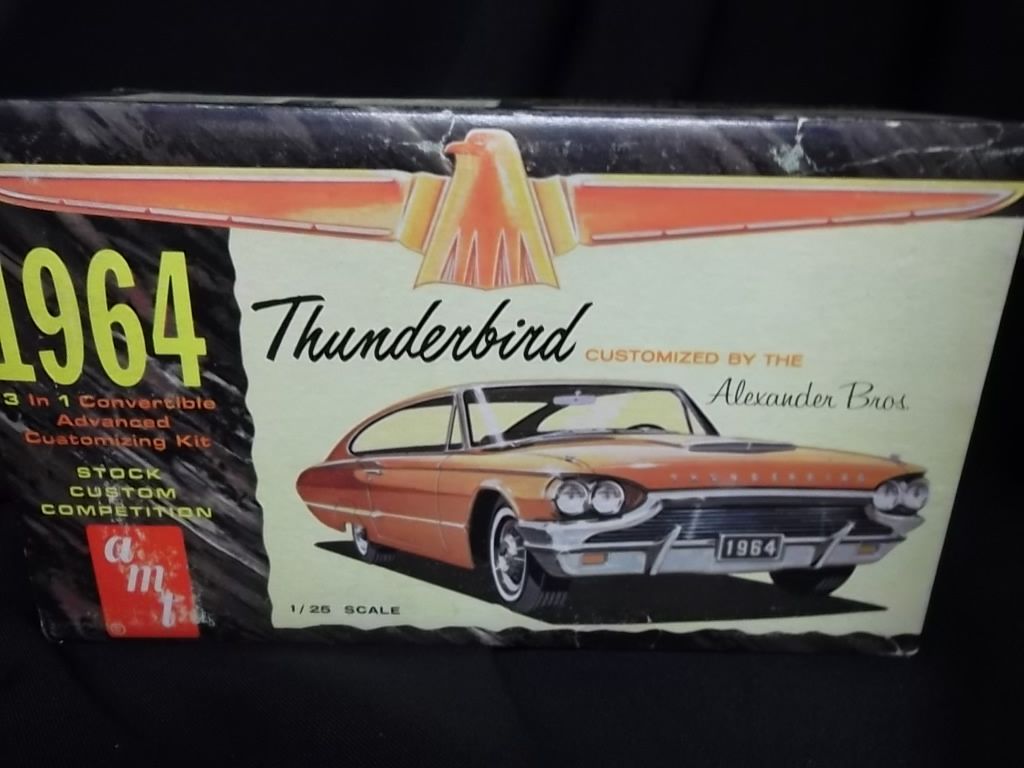 1964
3 In 1 Convertible
Advanced
Customizing Kit
STOCK
CUSTOM
COMPETITION
amt
®
Thunderbird
CUSTOMIZED BY THE
Alexander Bros.
THUNDERBIRD
1964
1/25 SCALE